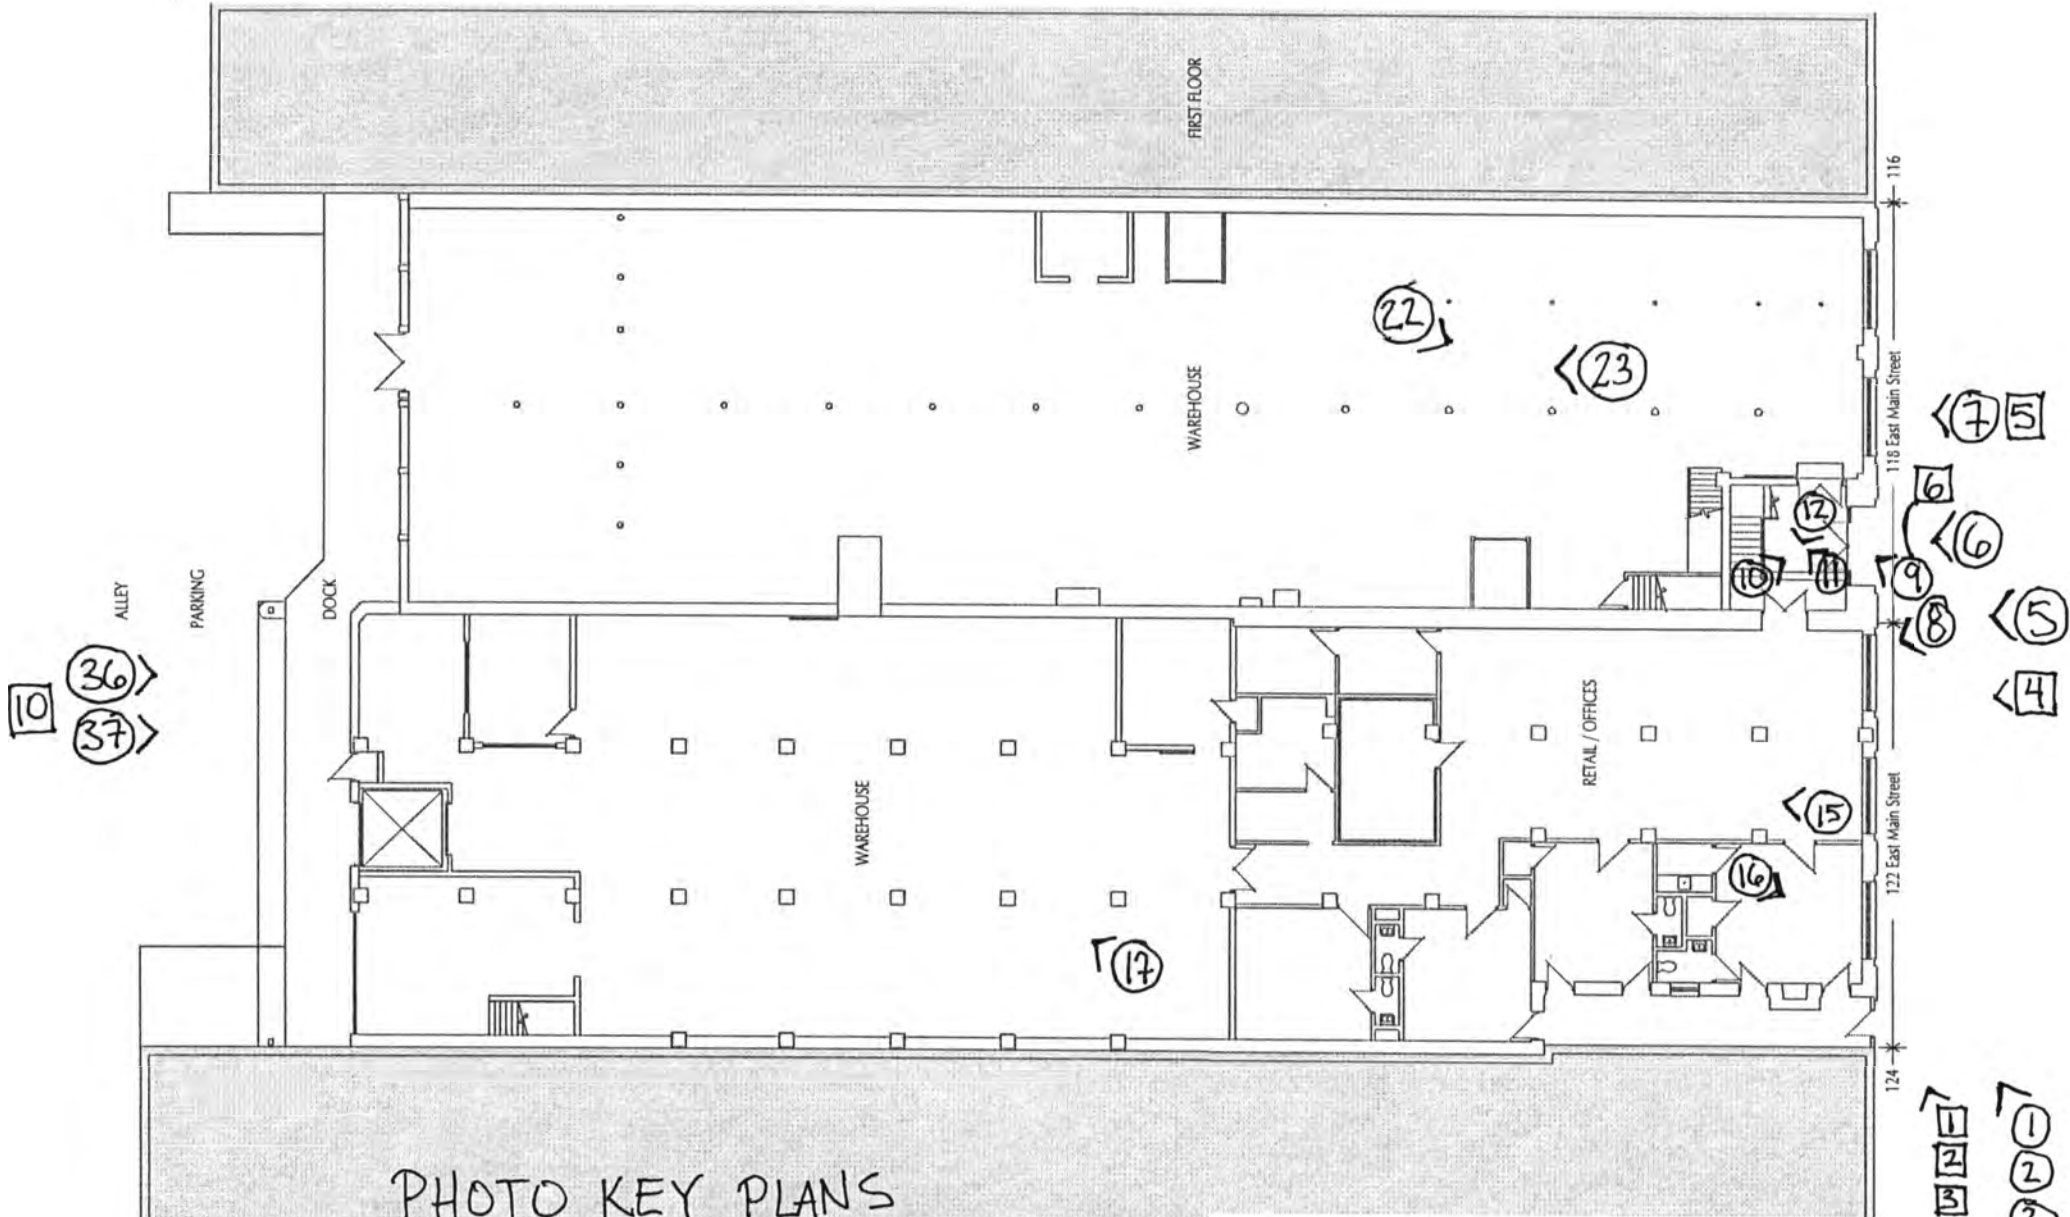 FIRST FLOOR
116
22
23
WAREHOUSE
118 East Main Street
7 5
6
12
6
10 11 9
8 5
ALLEY
PARKING
DOCK
36
10
37
4
RETAIL / OFFICES
WAREHOUSE
15
122 East Main Street
16
17
124
1 1
2 2
3
PHOTO KEY PLANS